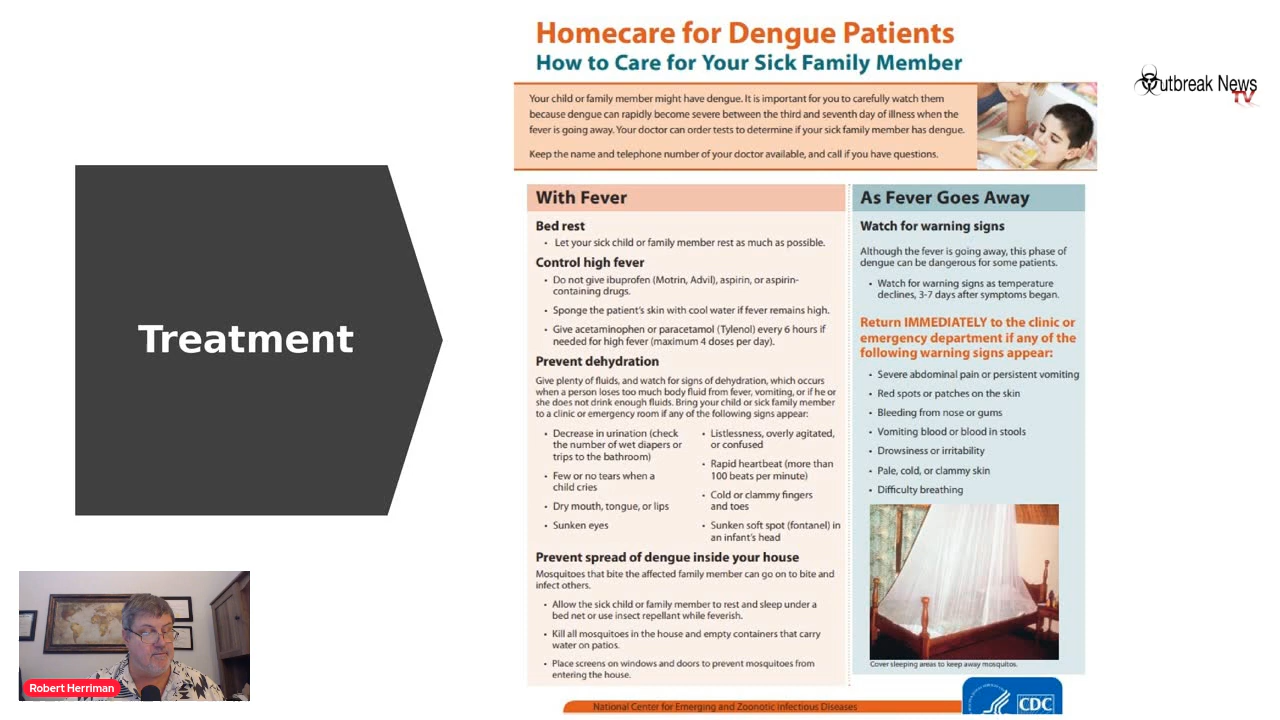 Treatment
Homecare for Dengue Patients
How to Care for Your Sick Family Member
Your child or family member might have dengue. It is important for you to carefully watch them
because dengue can rapidly become severe between the third and seventh day of illness when the
fever is going away. Your doctor can order tests to determine if your sick family member has dengue.
Keep the name and telephone number of your doctor available, and call if you have questions.
With Fever
Bed rest
• Let your sick child or family member rest as much as possible.
Control high fever
• Do not give ibuprofen (Motrin, Advil), aspirin, or aspirin-
containing drugs.
• Sponge the patient's skin with cool water if fever remains high.
• Give acetaminophen or paracetamol (Tylenol) every 6 hours if
needed for high fever (maximum 4 doses per day).
Prevent dehydration
Give plenty of fluids, and watch for signs of dehydration, which occurs
when a person loses too much body fluid from fever, vomiting, or if he or
she does not drink enough fluids. Bring your child or sick family member
to a clinic or emergency room if any of the following signs appear:
• Decrease in urination (check
the number of wet diapers or
trips to the bathroom)
• Few or no tears when a
child cries
• Dry mouth, tongue, or lips
• Sunken eyes
• Listlessness, overly agitated,
or confused
• Rapid heartbeat (more than
100 beats per minute)
• Cold or clammy fingers
and toes
• Sunken soft spot (fontanel) in
an infant's head
Prevent spread of dengue inside your house
Mosquitoes that bite the affected family member can go on to bite and
infect others.
• Allow the sick child or family member to rest and sleep under a
bed net or use insect repellant while feverish.
• Kill all mosquitoes in the house and empty containers that carry
water on patios.
• Place screens on windows and doors to prevent mosquitoes from
entering the house.
As Fever Goes Away
Watch for warning signs
Although the fever is going away, this phase of
dengue can be dangerous for some patients.
• Watch for warning signs as temperature
declines, 3-7 days after symptoms began.
Return IMMEDIATELY to the clinic or
emergency department if any of the
following warning signs appear:
• Severe abdominal pain or persistent vomiting
• Red spots or patches on the skin
• Bleeding from nose or gums
• Vomiting blood or blood in stools
• Drowsiness or irritability
• Pale, cold, or clammy skin
• Difficulty breathing
Cover sleeping areas to keep away mosquitos.
National Center for Emerging and Zoonotic Infectious Diseases
CDC
Outbreak News
TV
Robert Herriman